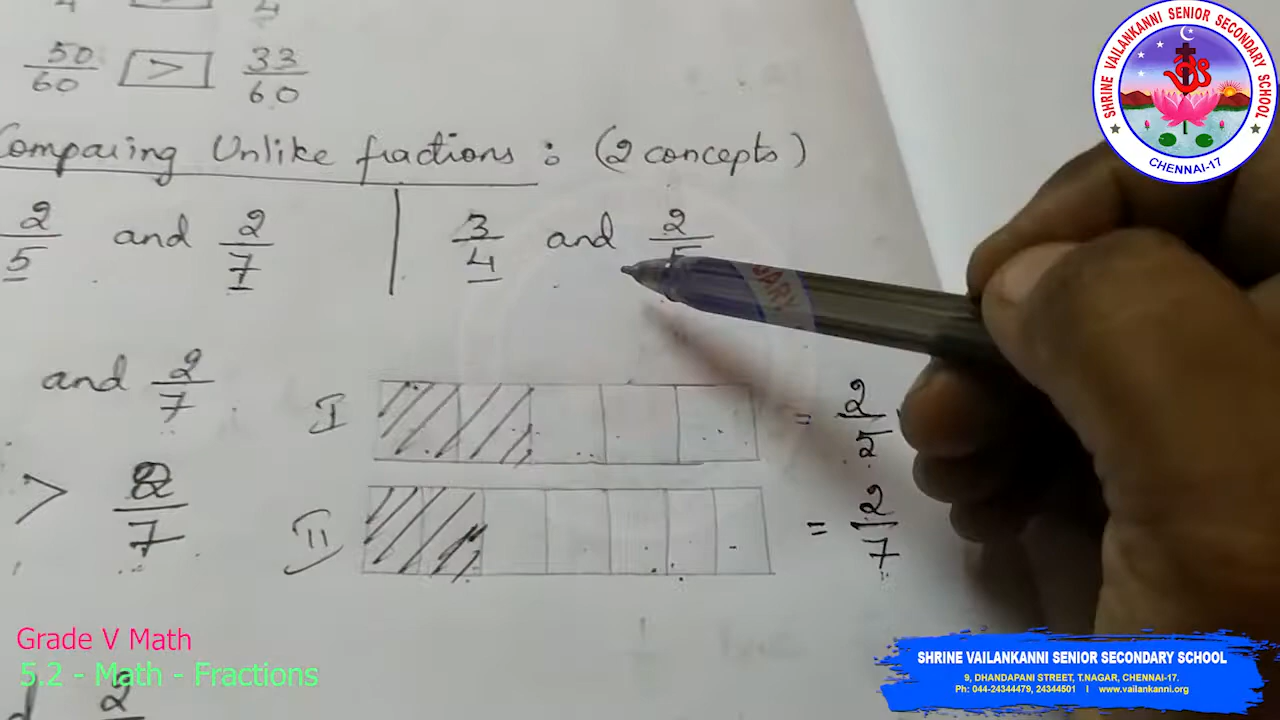 4 4
50/60 > 33/60
Comparing Unlike fractions : (2 concepts)
2/5 and 2/7 | 3/4 and 2/5
and 2/7
I = 2/5
> 2/7
II = 2/7
2
Grade V Math
5.2 - Math - Fractions
SHRINE VAILANKANNI SENIOR SECONDARY SCHOOL
CHENNAI-17
SHRINE VAILANKANNI SENIOR SECONDARY SCHOOL
9, DHANDAPANI STREET, T.NAGAR, CHENNAI-17.
Ph: 044-24344479, 24344501 I www.vailankanni.org